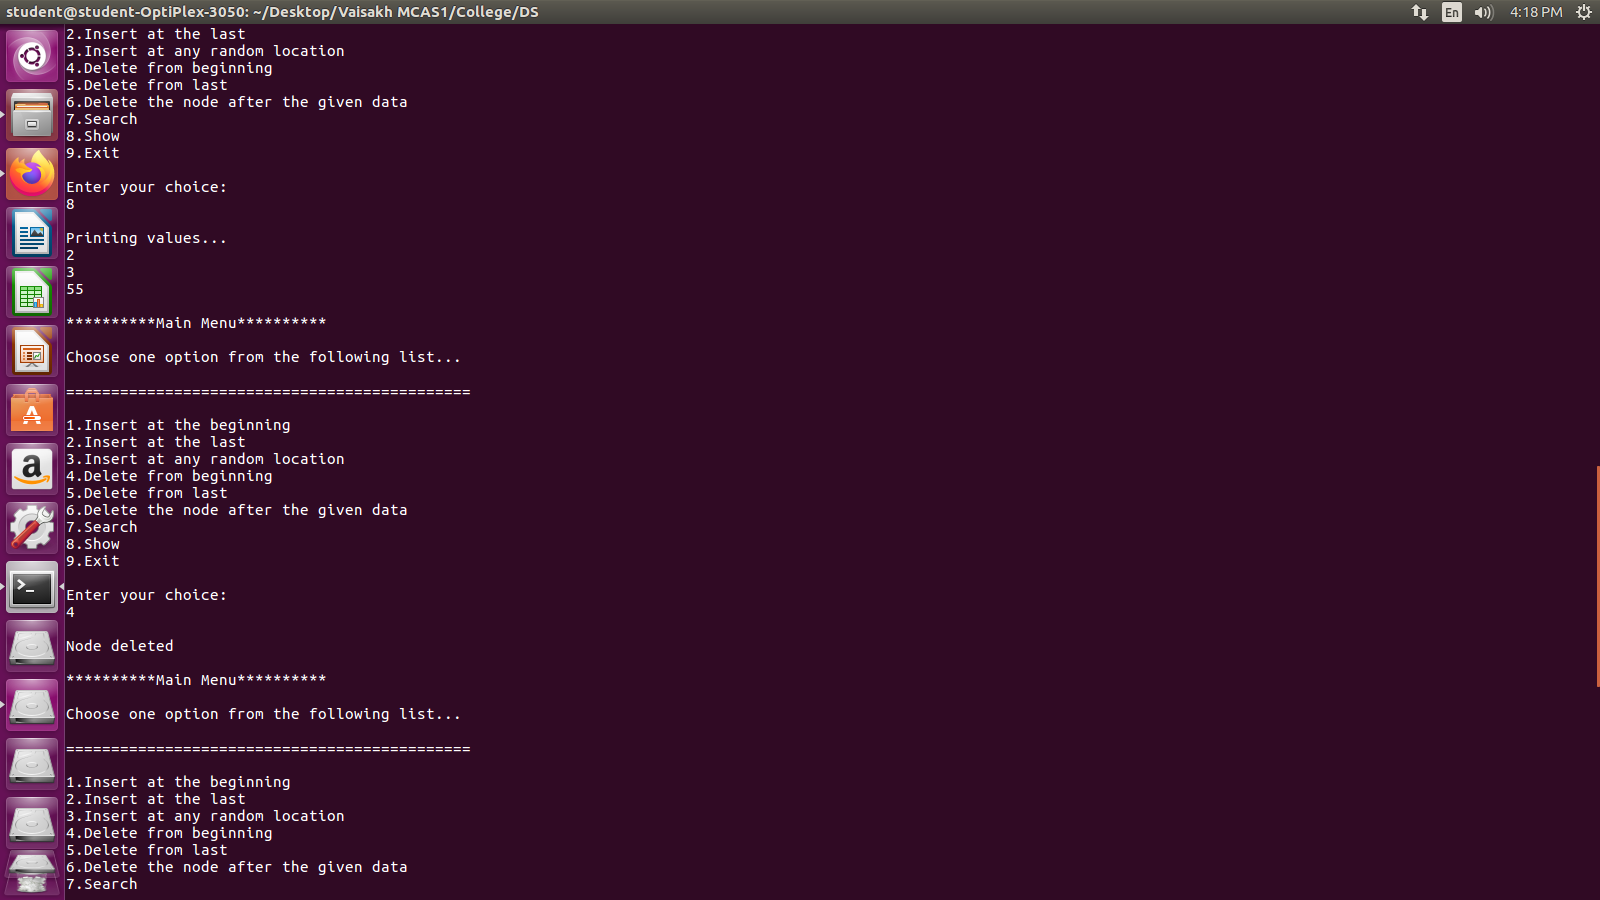 student@student-OptiPlex-3050: ~/Desktop/Vaisakh MCAS1/College/DS
En
4:18 PM
2.Insert at the last
3.Insert at any random location
4.Delete from beginning
5.Delete from last
6.Delete the node after the given data
7.Search
8.Show
9.Exit
Enter your choice:
8
Printing values...
2
3
55
**********Main Menu**********
Choose one option from the following list...
=============================================
1.Insert at the beginning
2.Insert at the last
3.Insert at any random location
4.Delete from beginning
5.Delete from last
6.Delete the node after the given data
7.Search
8.Show
9.Exit
Enter your choice:
4
Node deleted
**********Main Menu**********
Choose one option from the following list...
=============================================
1.Insert at the beginning
2.Insert at the last
3.Insert at any random location
4.Delete from beginning
5.Delete from last
6.Delete the node after the given data
7.Search